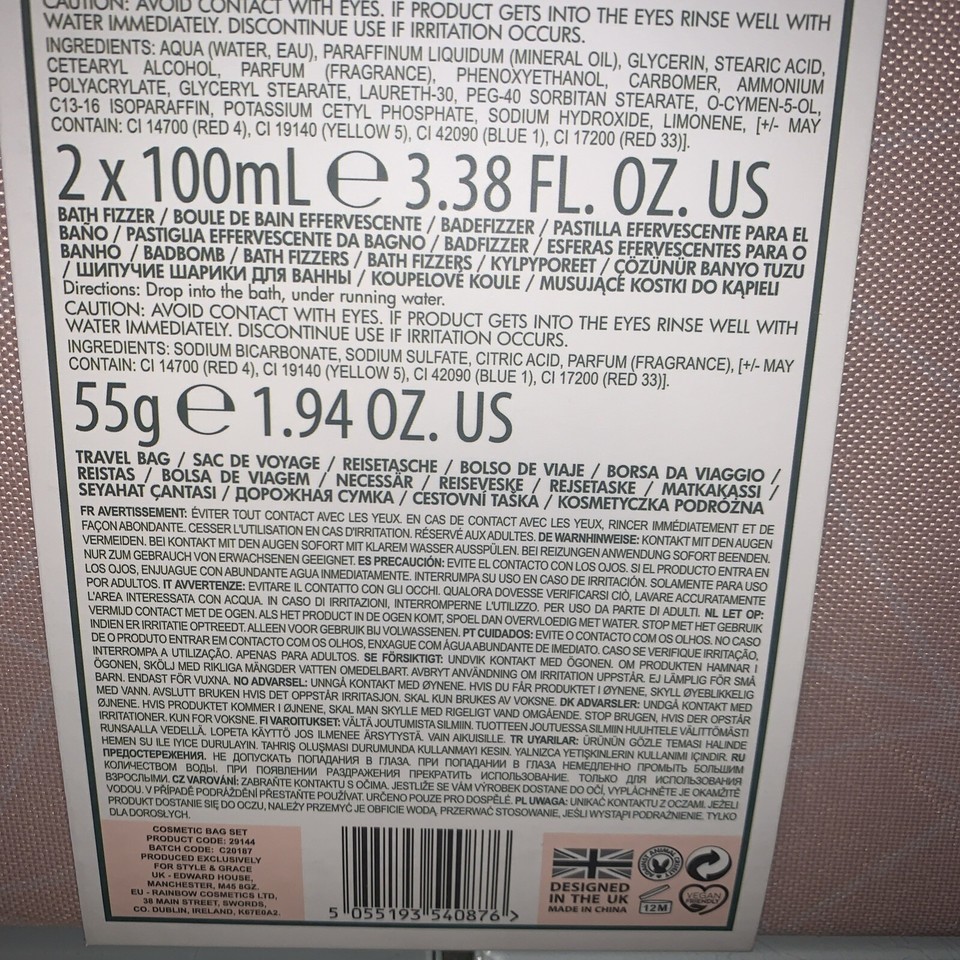 CAUTION: AVOID CONTACT WITH EYES. IF PRODUCT GETS INTO THE EYES RINSE WELL WITH
WATER IMMEDIATELY. DISCONTINUE USE IF IRRITATION OCCURS.
INGREDIENTS: AQUA (WATER, EAU), PARAFFINUM LIQUIDUM (MINERAL OIL), GLYCERIN, STEARIC ACID,
CETEARYL ALCOHOL, PARFUM (FRAGRANCE), PHENOXYETHANOL, CARBOMER, AMMONIUM
POLYACRYLATE, GLYCERYL STEARATE, LAURETH-30, PEG-40 SORBITAN STEARATE, O-CYMEN-5-OL,
C13-16 ISOPARAFFIN, POTASSIUM CETYL PHOSPHATE, SODIUM HYDROXIDE, LIMONENE, [+/- MAY
CONTAIN: CI 14700 (RED 4), CI 19140 (YELLOW 5), CI 42090 (BLUE 1), CI 17200 (RED 33)].
2 x 100mL ℮ 3.38 FL. OZ. US
BATH FIZZER / BOULE DE BAIN EFFERVESCENTE / BADEFIZZER / PASTILLA EFERVESCENTE PARA EL
BAÑO / PASTIGLIA EFFERVESCENTE DA BAGNO / BADFIZZER / ESFERAS EFERVESCENTES PARA O
BANHO / BADBOMB / BATH FIZZERS / BATH FIZZERS / KYLPYPOREET / ÇÖZÜNÜR BANYO TUZU
/ ШИПУЧИЕ ШАРИКИ ДЛЯ ВАННЫ / KOUPELOVÉ KOULE / MUSUJĄCE KOSTKI DO KĄPIELI
Directions: Drop into the bath, under running water.
CAUTION: AVOID CONTACT WITH EYES. IF PRODUCT GETS INTO THE EYES RINSE WELL WITH
WATER IMMEDIATELY. DISCONTINUE USE IF IRRITATION OCCURS.
INGREDIENTS: SODIUM BICARBONATE, SODIUM SULFATE, CITRIC ACID, PARFUM (FRAGRANCE), [+/- MAY
CONTAIN: CI 14700 (RED 4), CI 19140 (YELLOW 5), CI 42090 (BLUE 1), CI 17200 (RED 33)].
55g ℮ 1.94 OZ. US
TRAVEL BAG / SAC DE VOYAGE / REISETASCHE / BOLSO DE VIAJE / BORSA DA VIAGGIO /
REISTAS / BOLSA DE VIAGEM / NECESSÄR / REISEVESKE / REJSETASKE / MATKAKASSI /
SEYAHAT ÇANTASI / ДОРОЖНАЯ СУМКА / CESTOVNÍ TAŠKA / KOSMETYCZKA PODRÓŻNA
FR AVERTISSEMENT: ÉVITER TOUT CONTACT AVEC LES YEUX. EN CAS DE CONTACT AVEC LES YEUX, RINCER IMMÉDIATEMENT ET DE
FAÇON ABONDANTE. CESSER L'UTILISATION EN CAS D'IRRITATION. RÉSERVÉ AUX ADULTES. DE WARNHINWEISE: KONTAKT MIT DEN AUGEN
VERMEIDEN. BEI KONTAKT MIT DEN AUGEN SOFORT MIT KLAREM WASSER AUSSPÜLEN. BEI REIZUNGEN ANWENDUNG SOFORT BEENDEN.
NUR ZUM GEBRAUCH VON ERWACHSENEN GEEIGNET. ES PRECAUCIÓN: EVITE EL CONTACTO CON LOS OJOS. SI EL PRODUCTO ENTRA EN
LOS OJOS, ENJUAGUE CON ABUNDANTE AGUA INMEDIATAMENTE. INTERRUMPA SU USO EN CASO DE IRRITACIÓN. SOLAMENTE PARA USO
POR ADULTOS. IT AVVERTENZE: EVITARE IL CONTATTO CON GLI OCCHI. QUALORA DOVESSE VERIFICARSI CIÒ, LAVARE ACCURATAMENTE
L'AREA INTERESSATA CON ACQUA. IN CASO DI IRRITAZIONI, INTERROMPERNE L'UTILIZZO. PER USO DA PARTE DI ADULTI. NL LET OP:
VERMIJD CONTACT MET DE OGEN. ALS HET PRODUCT IN DE OGEN KOMT, SPOEL DAN OVERVLOEDIG MET WATER. STOP MET HET GEBRUIK
INDIEN ER IRRITATIE OPTREEDT. ALLEEN VOOR GEBRUIK BIJ VOLWASSENEN. PT CUIDADOS: EVITE O CONTACTO COM OS OLHOS. NO CASO
DE O PRODUTO ENTRAR EM CONTACTO COM OS OLHOS, ENXAGUE COM ÁGUA ABUNDANTE DE IMEDIATO. CASO SE VERIFIQUE IRRITAÇÃO,
INTERROMPA A UTILIZAÇÃO. APENAS PARA ADULTOS. SE FÖRSIKTIGT: UNDVIK KONTAKT MED ÖGONEN. OM PRODUKTEN HAMNAR I
ÖGONEN, SKÖLJ MED RIKLIGA MÄNGDER VATTEN OMEDELBART. AVBRYT ANVÄNDNING OM IRRITATION UPPSTÅR. EJ LÄMPLIG FÖR SMÅ
BARN. ENDAST FÖR VUXNA. NO ADVARSEL: UNNGÅ KONTAKT MED ØYNENE. HVIS DU FÅR PRODUKTET I ØYNENE, SKYLL ØYEBLIKKELIG
MED VANN. AVSLUTT BRUKEN HVIS DET OPPSTÅR IRRITASJON. SKAL KUN BRUKES AV VOKSNE. DK ADVARSLER: UNDGÅ KONTAKT MED
ØJNENE. HVIS PRODUKTET KOMMER I ØJNENE, SKAL MAN SKYLLE MED RIGELIGT VAND OMGÅENDE. STOP BRUGEN, HVIS DER OPSTÅR
IRRITATIONER. KUN FOR VOKSNE. FI VAROITUKSET: VÄLTÄ JOUTUMISTA SILMIIN. TUOTTEEN JOUTUESSA SILMIIN HUUHTELE VÄLITTÖMÄSTI
RUNSAALLA VEDELLÄ. LOPETA KÄYTTÖ JOS ILMENEE ÄRSYTYSTÄ. VAIN AIKUISILLE. TR UYARILAR: ÜRÜNÜN GÖZLE TEMASI HALINDE
HEMEN SU ILE IYICE DURULAYIN. TAHRIŞ OLUŞMASI DURUMUNDA KULLANMAYI KESIN. YALNIZCA YETIŞKINLERIN KULLANIMI IÇINDIR. RU
ПРЕДОСТЕРЕЖЕНИЯ. НЕ ДОПУСКАТЬ ПОПАДАНИЯ В ГЛАЗА. ПРИ ПОПАДАНИИ В ГЛАЗА НЕМЕДЛЕННО ПРОМЫТЬ БОЛЬШИМ
КОЛИЧЕСТВОМ ВОДЫ. ПРИ ПОЯВЛЕНИИ РАЗДРАЖЕНИЯ ПРЕКРАТИТЬ ИСПОЛЬЗОВАНИЕ. ТОЛЬКО ДЛЯ ИСПОЛЬЗОВАНИЯ
ВЗРОСЛЫМИ. CZ VAROVÁNÍ: ZABRAŇTE KONTAKTU S OČIMA. JESTLIŽE SE VÁM VÝROBEK DOSTANE DO OČÍ, VYPLÁCHNĚTE JE OKAMŽITĚ
VODOU. V PŘÍPADĚ PODRÁŽDĚNÍ PŘESTAŇTE POUŽÍVAT. URČENO POUZE PRO DOSPĚLÉ. PL UWAGA: UNIKAĆ KONTAKTU Z OCZAMI. JEŻELI
PRODUKT DOSTANIE SIĘ DO OCZU, NALEŻY PRZEMYĆ JE OBFICIE WODĄ. PRZERWAĆ STOSOWANIE, JEŚLI WYSTĄPI PODRAŻNIENIE. TYLKO
DLA DOROSŁYCH.
COSMETIC BAG SET
PRODUCT CODE: 29144
BATCH CODE: C20187
PRODUCED EXCLUSIVELY
FOR STYLE & GRACE
UK - EDWARD HOUSE,
MANCHESTER, M45 8GZ.
EU - RAINBOW COSMETICS LTD,
38 MAIN STREET, SWORDS,
CO. DUBLIN, IRELAND, K67E0A2.
5 055193 540876 >
DESIGNED
IN THE UK
MADE IN CHINA
12M
VEGAN
FRIENDLY